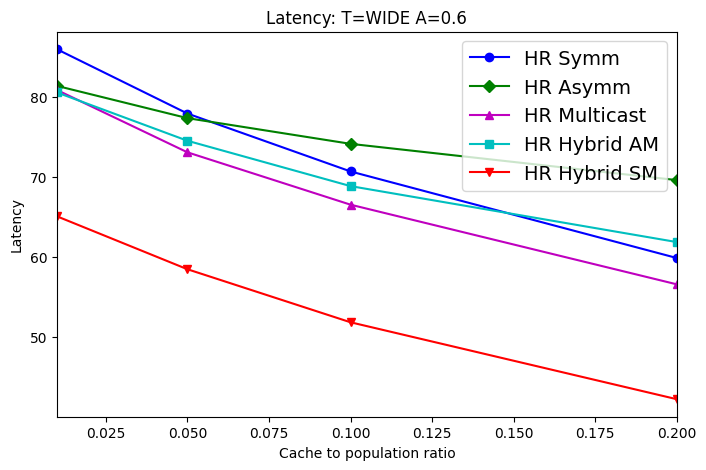 Latency: T=WIDE A=0.6
HR Symm
HR Asymm
HR Multicast
HR Hybrid AM
HR Hybrid SM
Latency
80
70
60
50
0.025 0.050 0.075 0.100 0.125 0.150 0.175 0.200
Cache to population ratio